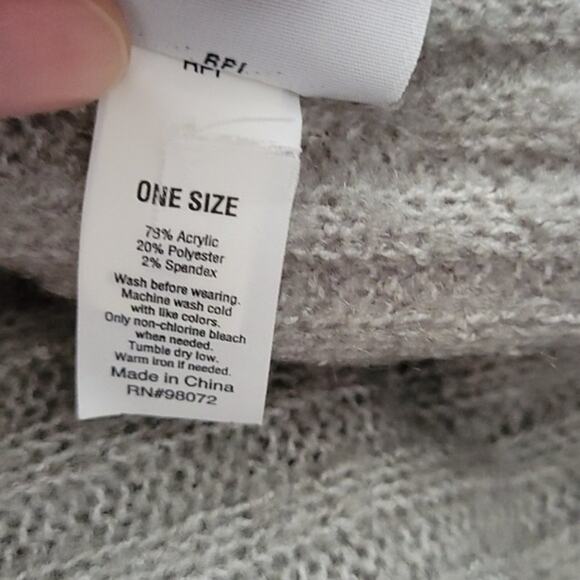 RPI
ONE SIZE
78% Acrylic
20% Polyester
2% Spandex
Wash before wearing.
Machine wash cold
with like colors.
Only non-chlorine bleach
when needed.
Tumble dry low.
Warm iron if needed.
Made in China
RN#98072